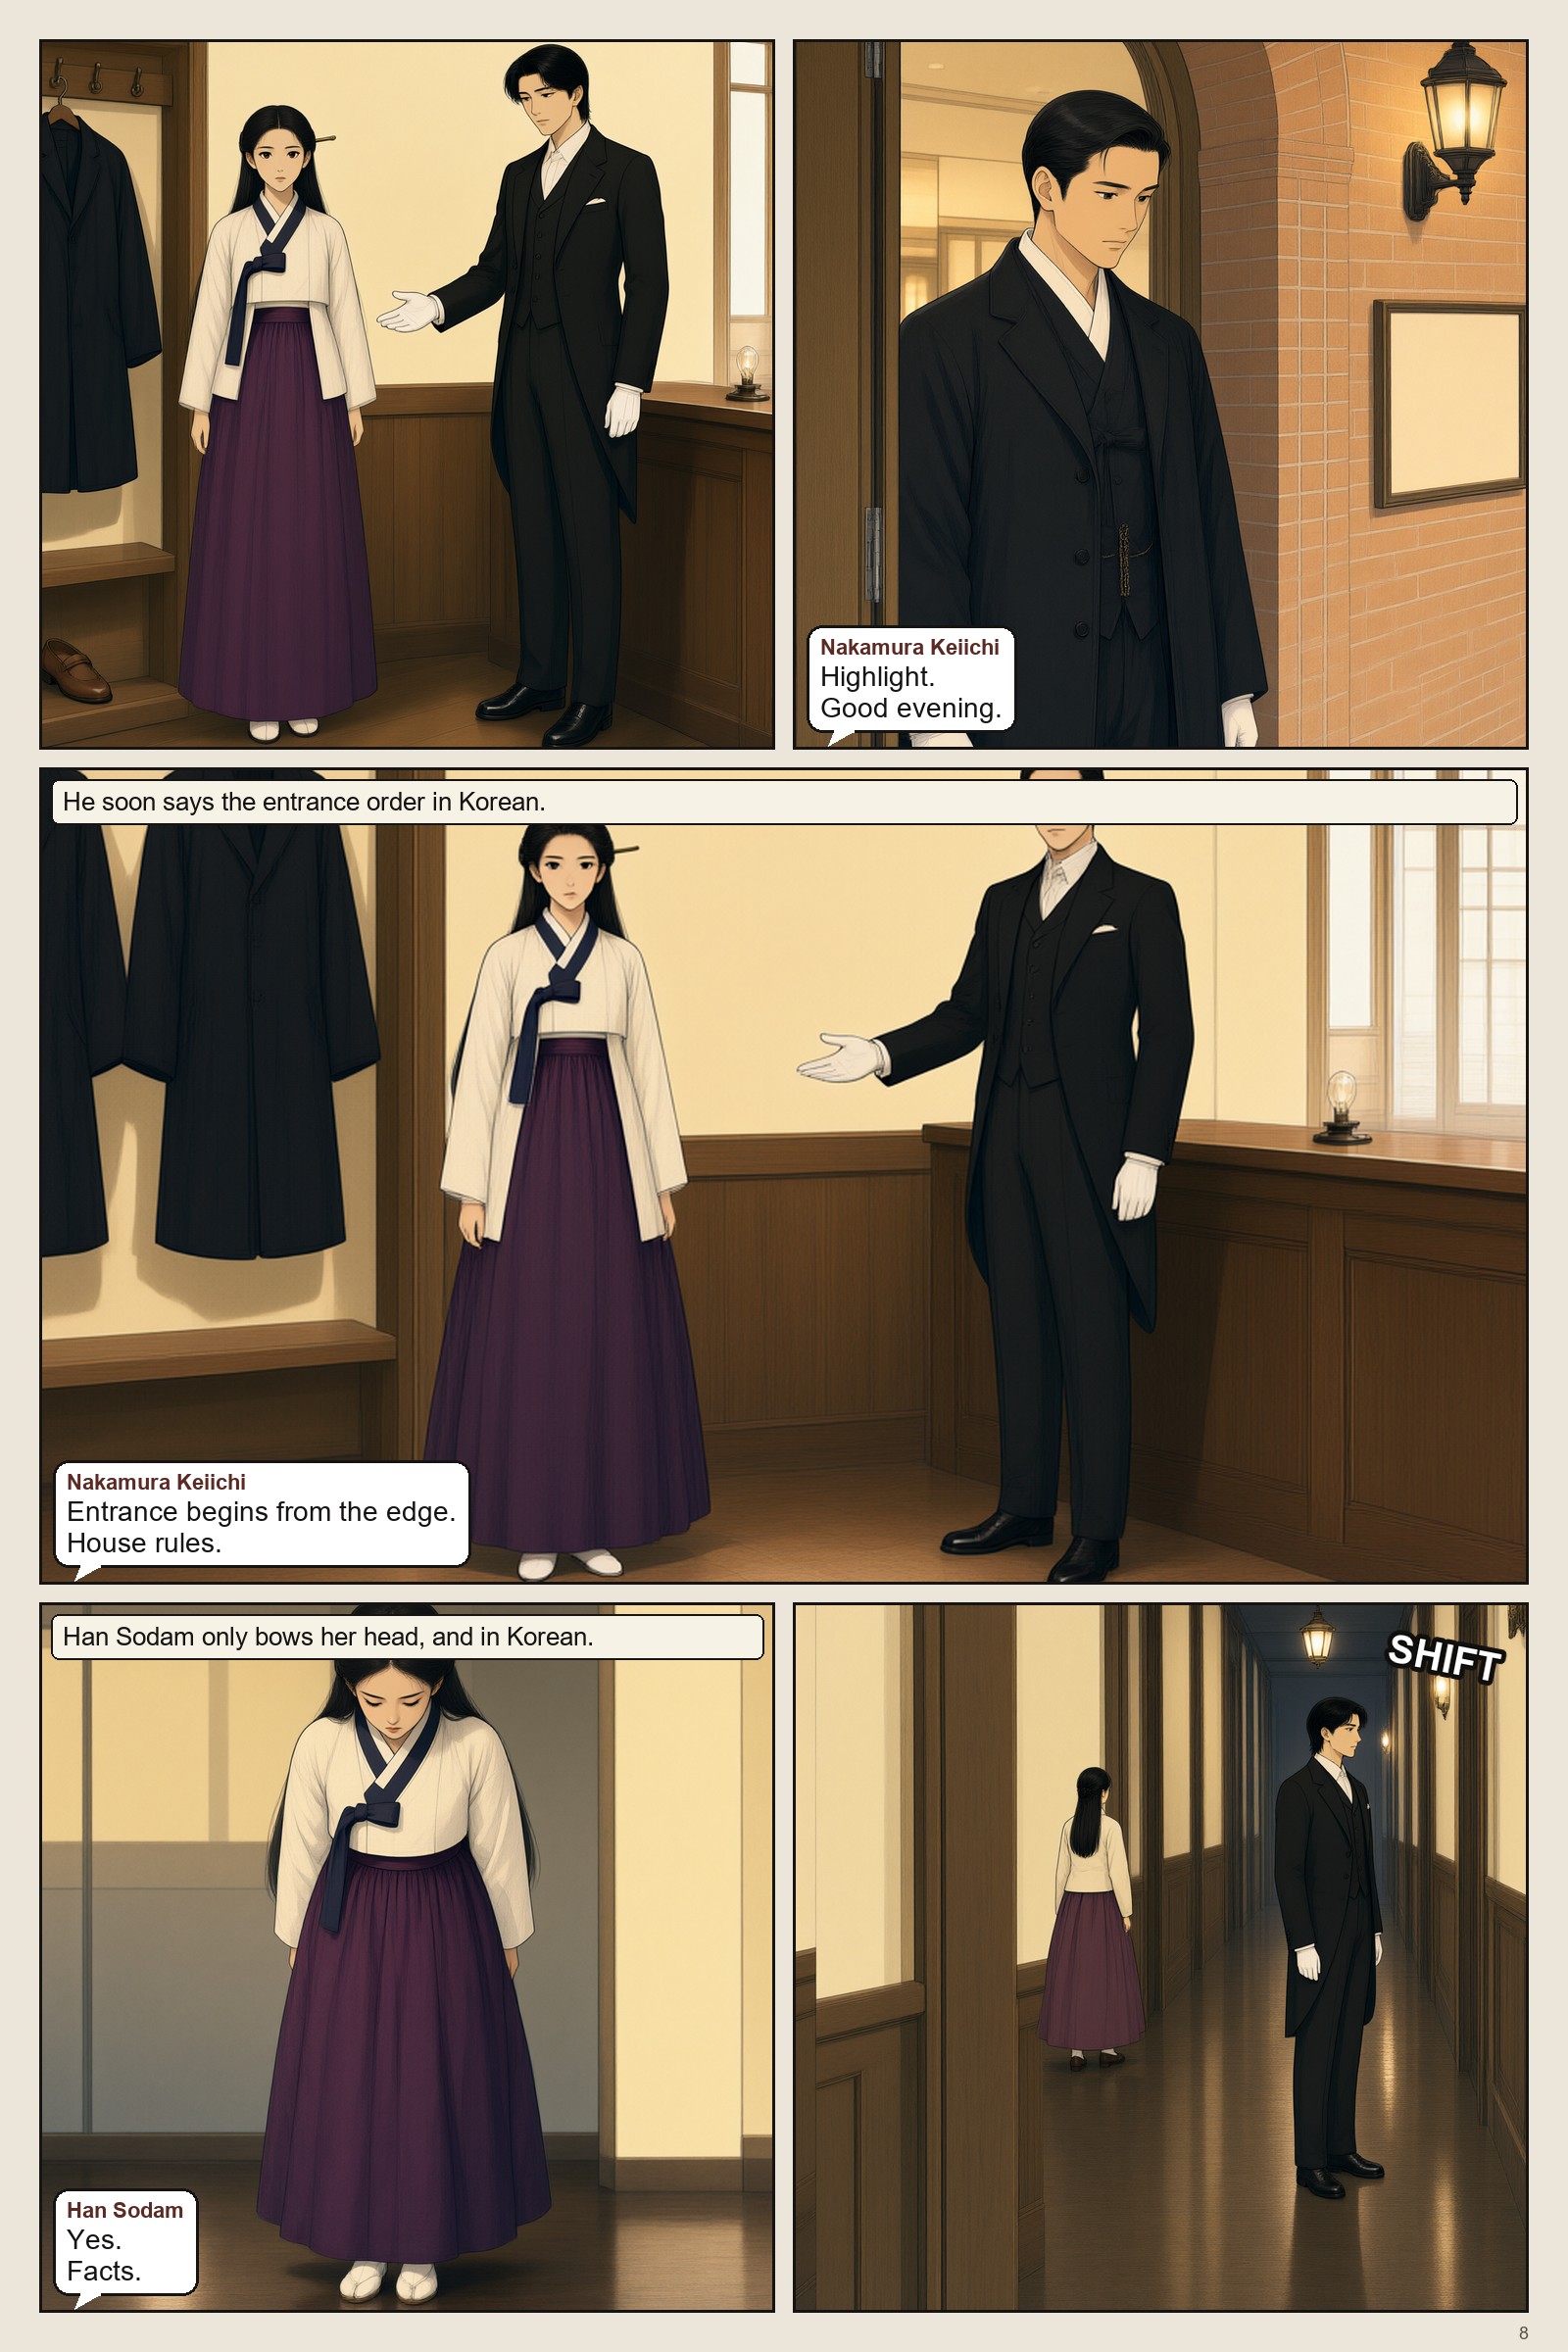 Nakamura Keiichi
Highlight.
Good evening.
He soon says the entrance order in Korean.
Nakamura Keiichi
Entrance begins from the edge.
House rules.
Han Sodam only bows her head, and in Korean.
Han Sodam
Yes.
Facts.
SHIFT
8